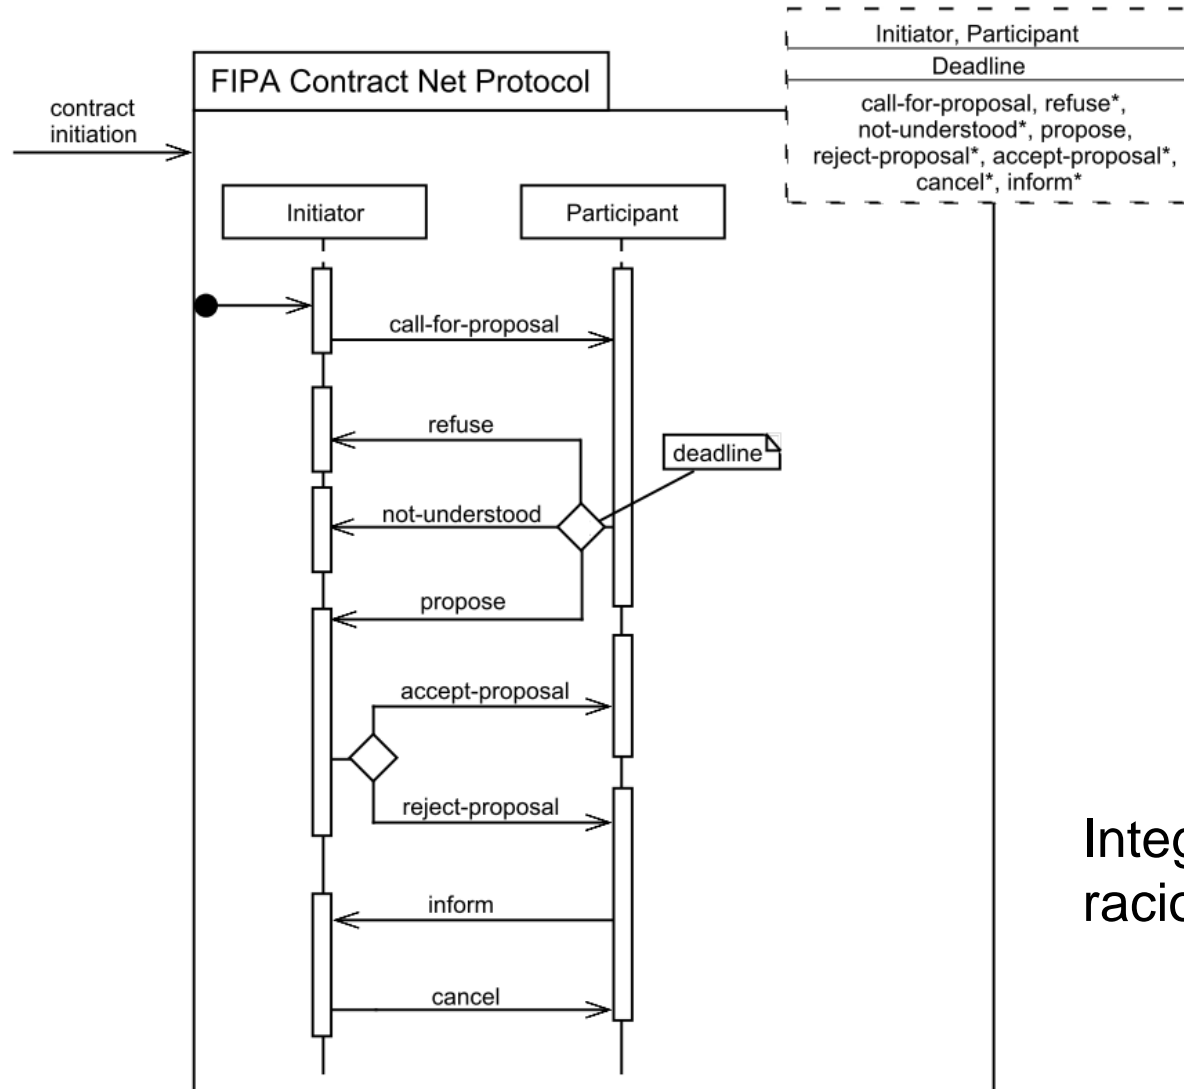 Initiator, Participant
Deadline
call-for-proposal, refuse*,
not-understood*, propose,
reject-proposal*, accept-proposal*,
cancel*, inform*
FIPA Contract Net Protocol
contract
initiation
Initiator
Participant
call-for-proposal
refuse
deadline
not-understood
propose
accept-proposal
reject-proposal
inform
cancel